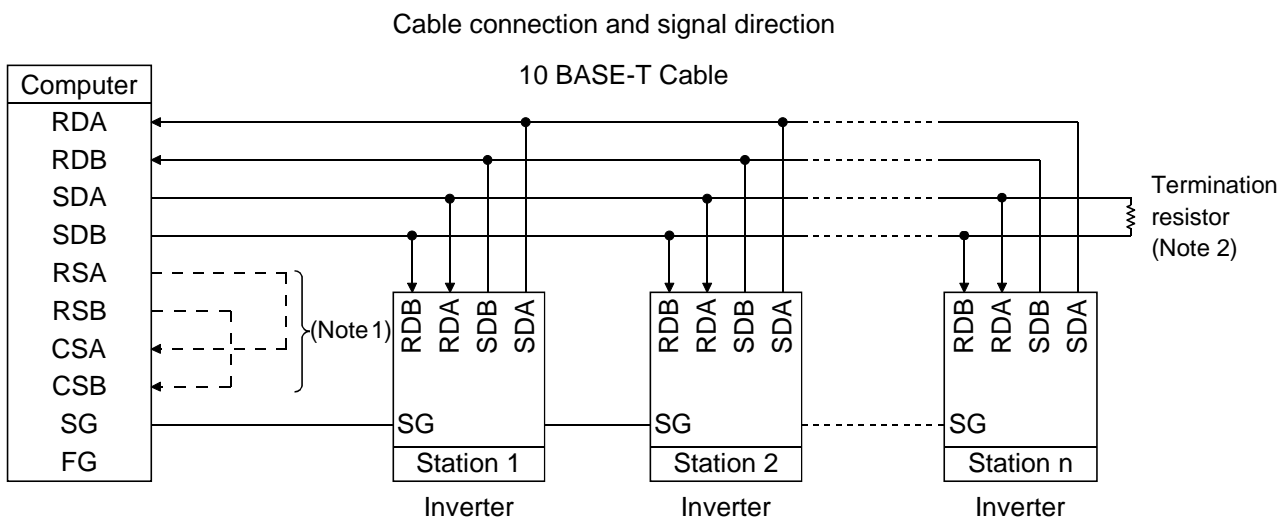 Cable connection and signal direction
10 BASE-T Cable
Computer
RDA
RDB
SDA
SDB
RSA
RSB
CSA
CSB
SG
FG
(Note 1)
Termination
resistor
(Note 2)
RDB
RDA
SDB
SDA
SG
Station 1
Inverter
RDB
RDA
SDB
SDA
SG
Station 2
Inverter
RDB
RDA
SDB
SDA
SG
Station n
Inverter